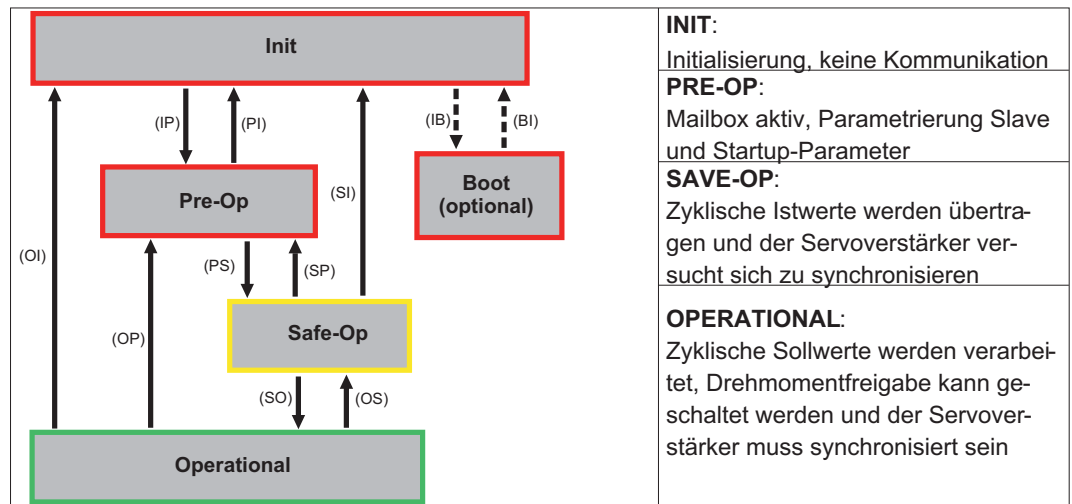 Init
(IP)
(PI)
(IB)
(BI)
Pre-Op
(SI)
Boot
(optional)
(OI)
(PS)
(SP)
(OP)
Safe-Op
(SO)
(OS)
Operational
INIT:
Initialisierung, keine Kommunikation
PRE-OP:
Mailbox aktiv, Parametrierung Slave
und Startup-Parameter
SAVE-OP:
Zyklische Istwerte werden übertra-
gen und der Servoverstärker ver-
sucht sich zu synchronisieren
OPERATIONAL:
Zyklische Sollwerte werden verarbei-
tet, Drehmomentfreigabe kann ge-
schaltet werden und der Servover-
stärker muss synchronisiert sein